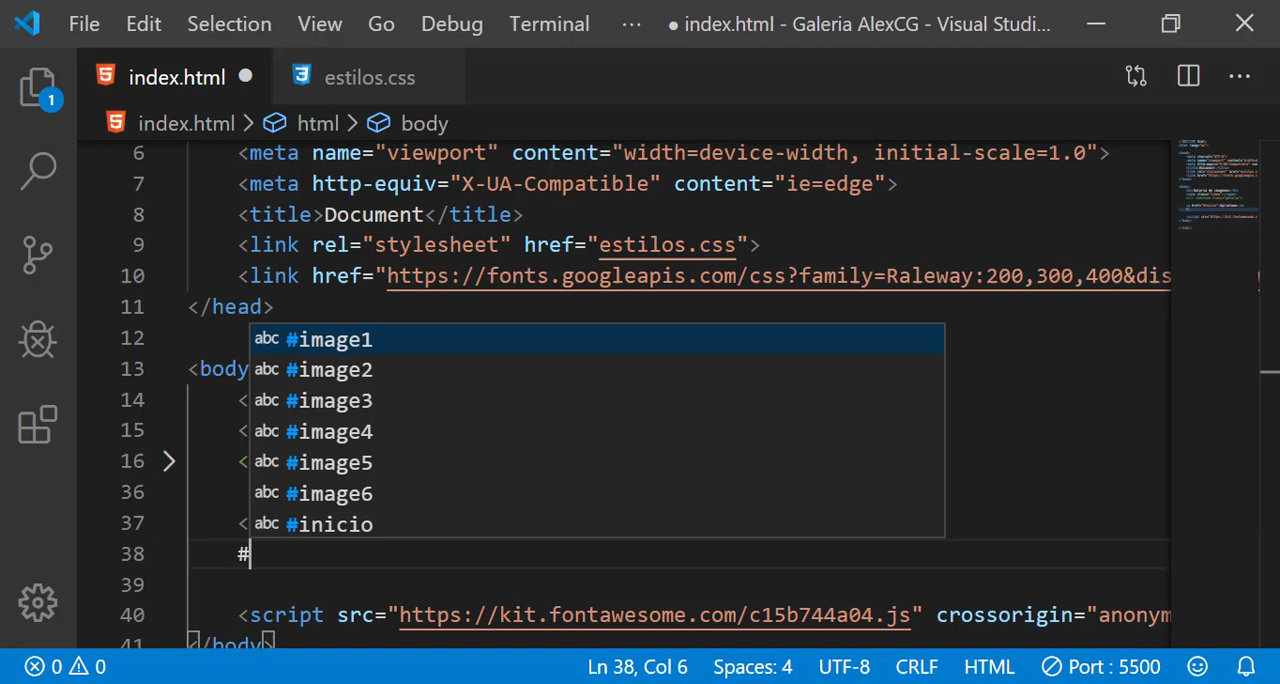 File Edit Selection View Go Debug Terminal ··· ● index.html - Galeria AlexCG - Visual Studi...
index.html ● estilos.css ···
1
index.html > html > body
6 <meta name="viewport" content="width=device-width, initial-scale=1.0">
7 <meta http-equiv="X-UA-Compatible" content="ie=edge">
8 <title>Document</title>
9 <link rel="stylesheet" href="estilos.css">
10 <link href="https://fonts.googleapis.com/css?family=Raleway:200,300,400&dis
11 </head>
12 abc #image1
13 <body abc #image2
14 < abc #image3
15 < abc #image4
16 < abc #image5
36 abc #image6
37 < abc #inicio
38 #
39
40 <script src="https://kit.fontawesome.com/c15b744a04.js" crossorigin="anonym
41 </body>
0 0 Ln 38, Col 6 Spaces: 4 UTF-8 CRLF HTML Port : 5500